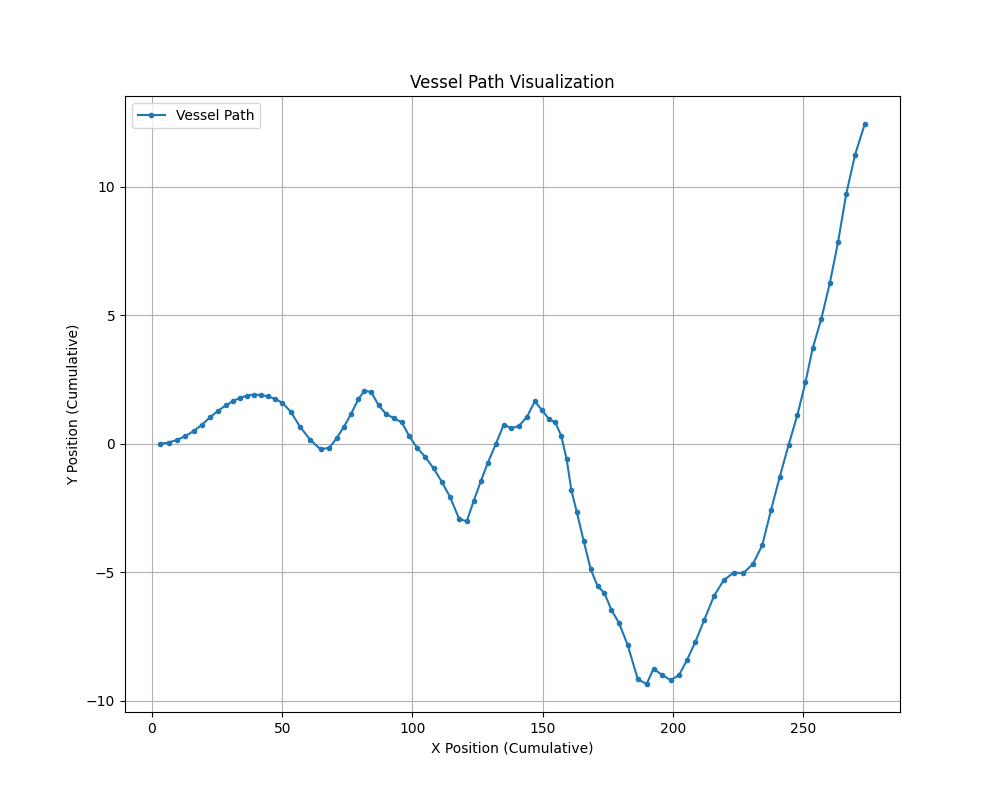 Vessel Path Visualization
Vessel Path
Y Position (Cumulative)
10
5
0
−5
−10
0 50 100 150 200 250
X Position (Cumulative)